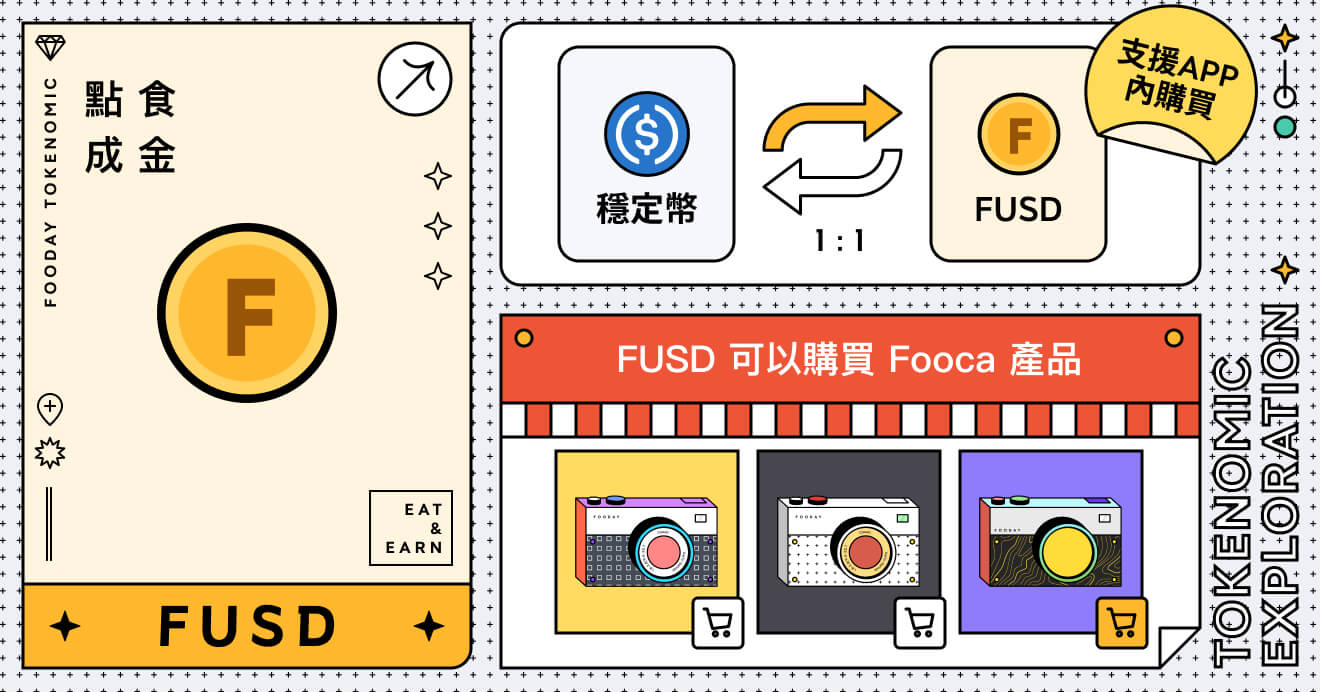 FOODAY TOKENOMIC
點食
成金
F
EAT
&
EARN
FUSD
穩定幣
1 : 1
F
FUSD
支援APP
內購買
FUSD 可以購買 Fooca 產品
FOODAY
FOODAY
FOODAY
TOKENOMIC
EXPLORATION